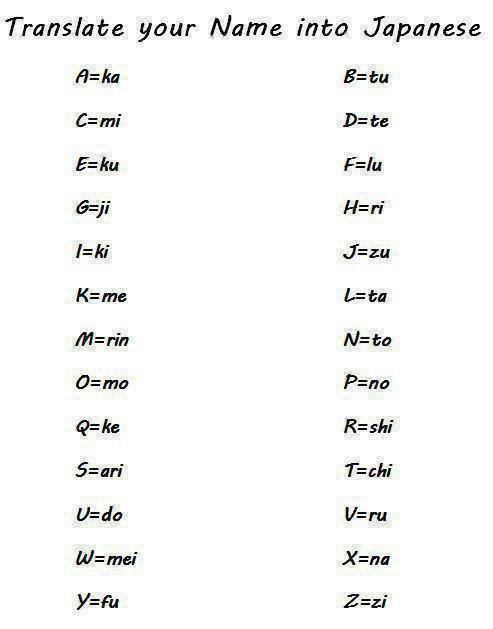 Translate your Name into Japanese
A=ka B=tu
C=mi D=te
E=ku F=lu
G=ji H=ri
I=ki J=zu
K=me L=ta
M=rin N=to
O=mo P=no
Q=ke R=shi
S=ari T=chi
U=do V=ru
W=mei X=na
Y=fu Z=zi